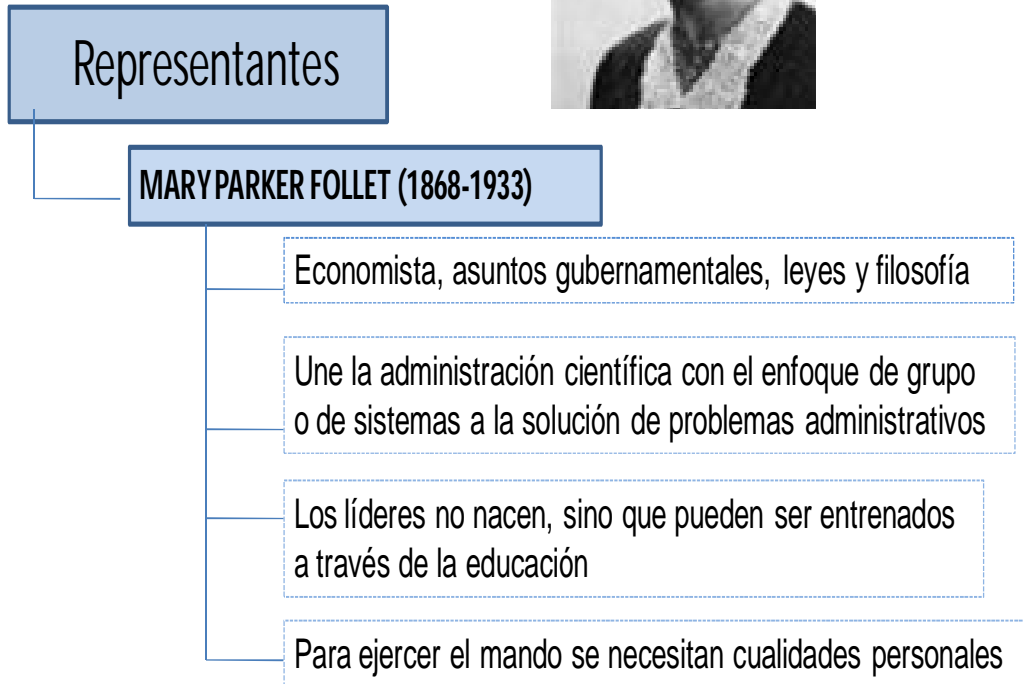 Representantes
MARY PARKER FOLLET (1868-1933)
Economista, asuntos gubernamentales, leyes y filosofía
Une la administración científica con el enfoque de grupo
o de sistemas a la solución de problemas administrativos
Los líderes no nacen, sino que pueden ser entrenados
a través de la educación
Para ejercer el mando se necesitan cualidades personales